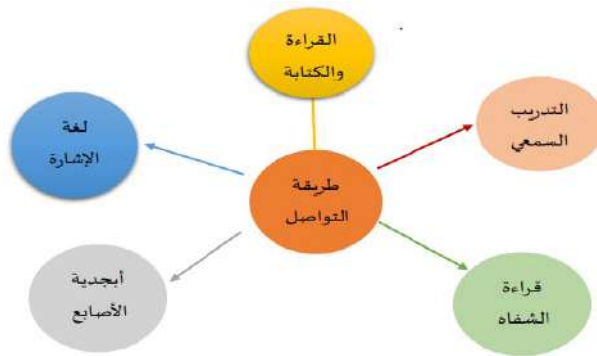 القراءة
والكتابة
التدريب
السمعي
لغة
الإشارة
طريقة
التواصل
أبجدية
الأصابع
قراءة
الشفاه